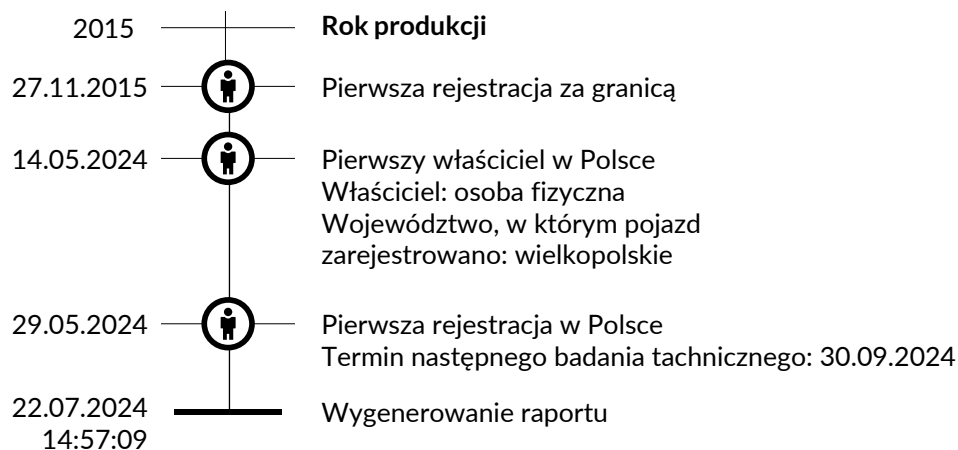 2015 Rok produkcji
27.11.2015 Pierwsza rejestracja za granicą
14.05.2024 Pierwszy właściciel w Polsce
Właściciel: osoba fizyczna
Województwo, w którym pojazd
zarejestrowano: wielkopolskie
29.05.2024 Pierwsza rejestracja w Polsce
Termin następnego badania tachnicznego: 30.09.2024
22.07.2024 Wygenerowanie raportu
14:57:09